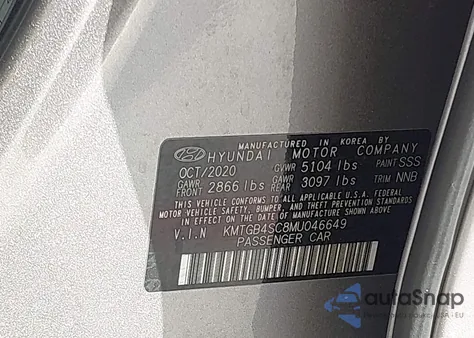 MANUFACTURED IN KOREA BY
HYUNDAI MOTOR COMPANY
OCT/2020 GVWR 5104 lbs PAINT SSS
GAWR FRONT 2866 lbs GAWR REAR 3097 lbs TRIM NNB
THIS VEHICLE CONFORMS TO ALL APPLICABLE U.S.A. FEDERAL
MOTOR VEHICLE SAFETY, BUMPER, AND THEFT PREVENTION
STANDARDS IN EFFECT ON THE DATE OF MANUFACTURE SHOWN ABOVE.
V.I.N KMTGB4SC8MU046649
PASSENGER CAR
autoSnap